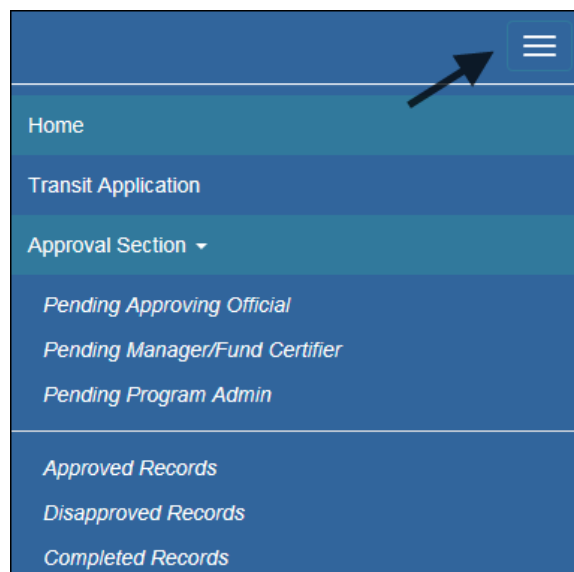 Home
Transit Application
Approval Section
Pending Approving Official
Pending Manager/Fund Certifier
Pending Program Admin
Approved Records
Disapproved Records
Completed Records